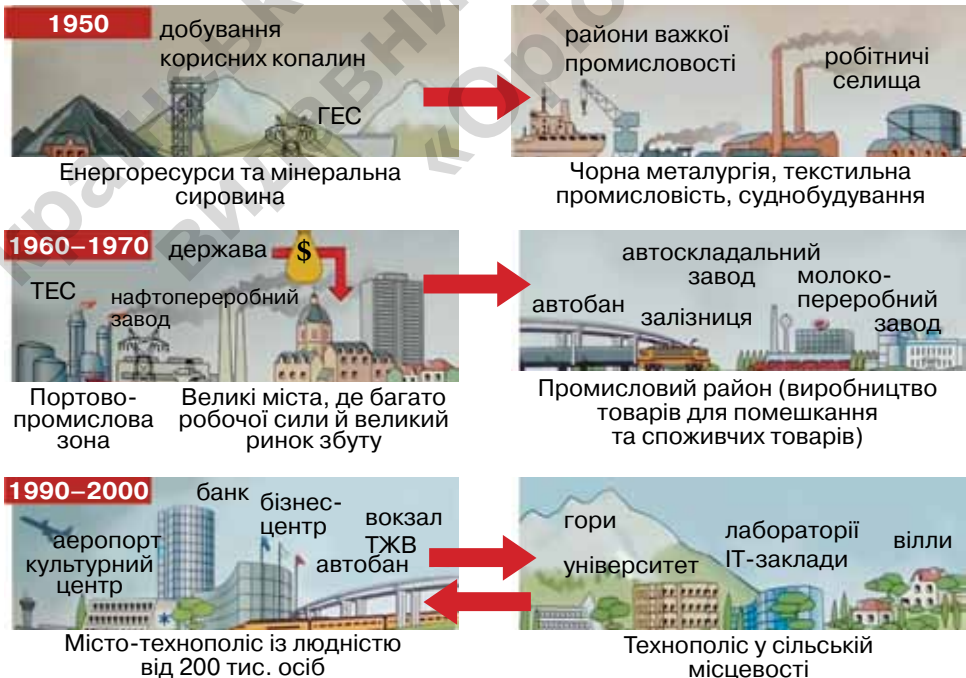 1950
добування
корисних копалин
ГЕС
Енергоресурси та мінеральна
сировина
райони важкої
промисловості
робітничі
селища
Чорна металургія, текстильна
промисловість, суднобудування
1960–1970
держава
$
ТЕС
нафтопереробний
завод
Портово-
промислова
зона
Великі міста, де багато
робочої сили й великий
ринок збуту
автоскладальний
завод
молоко-
переробний
завод
автобан
залізниця
Промисловий район (виробництво
товарів для помешкання
та споживчих товарів)
1990–2000
банк
бізнес-
центр
вокзал
ТЖВ
автобан
аеропорт
культурний
центр
Місто-технополіс із людністю
від 200 тис. осіб
гори
університет
лабораторії
ІТ-заклади
вілли
Технополіс у сільській
місцевості